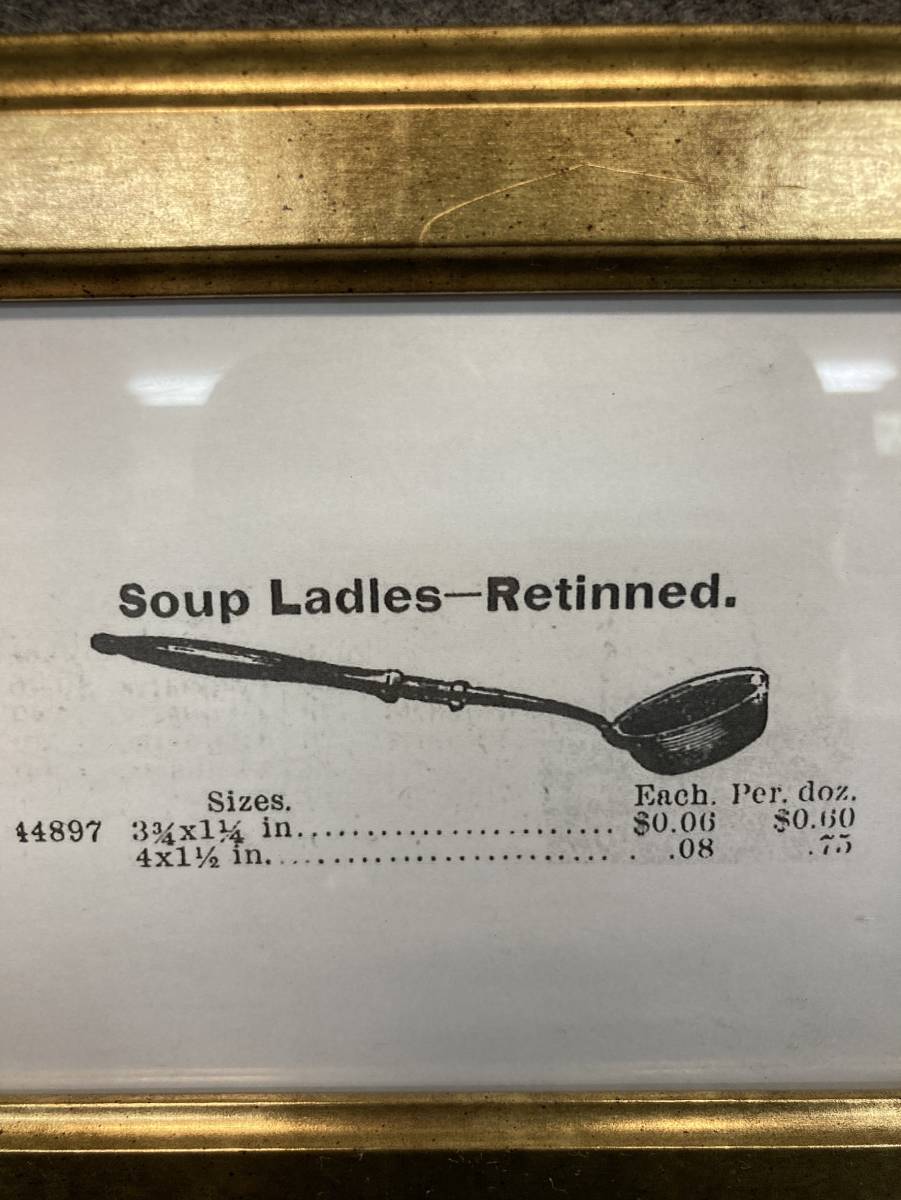 Soup Ladles—Retinned.
Sizes. Each. Per. doz.
44897 3¾x1¼ in........................ $0.06 $0.60
4x1½ in.......................... .08 .75